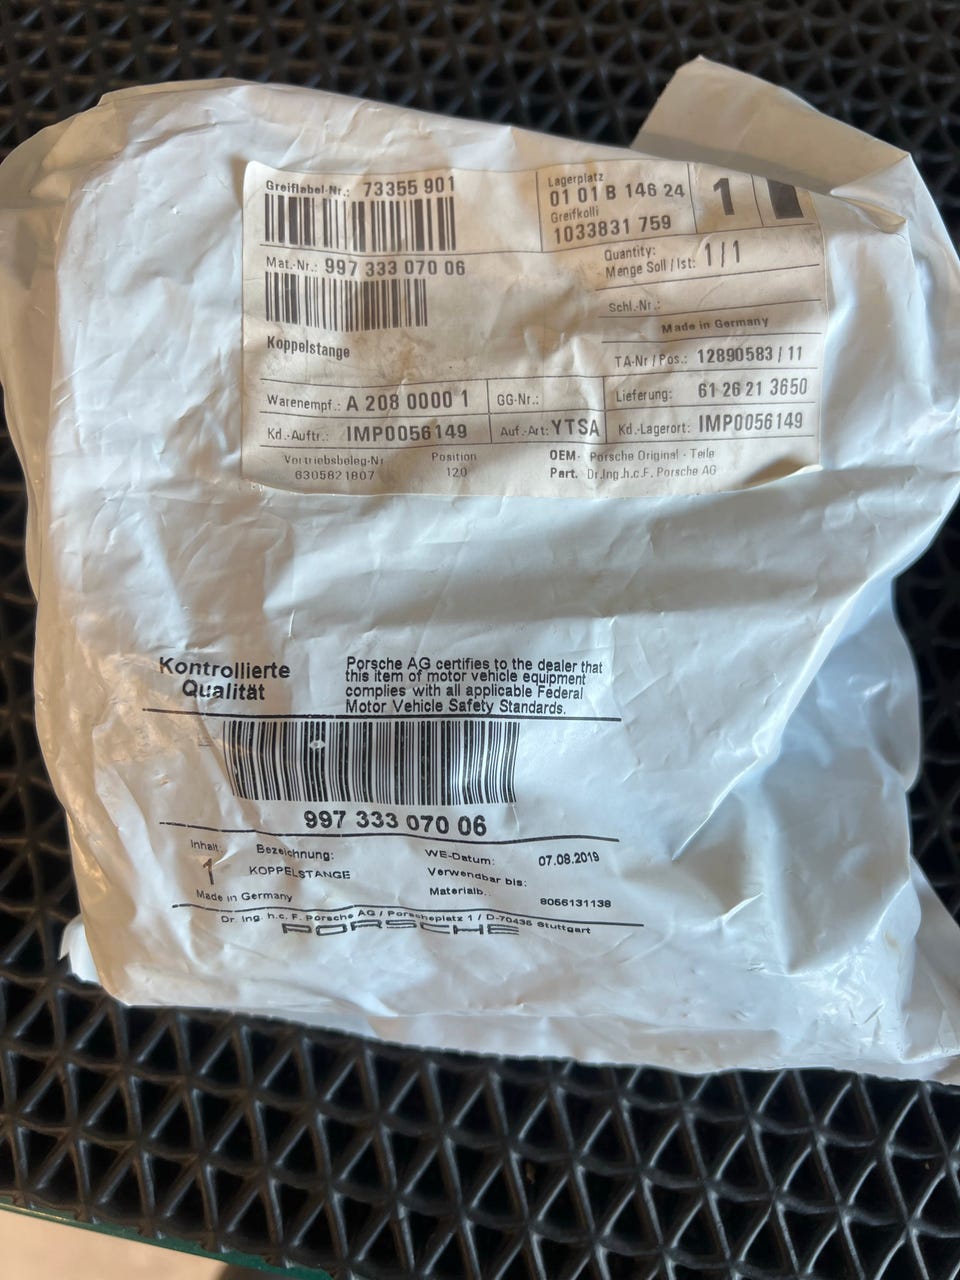 Greiflabel-Nr.: 73355 901
Lagerplatz
01 01 B 146 24
Greifkolli
1033831 759
1
Mat.-Nr.: 997 333 070 06
Quantity:
Menge Soll / Ist: 1 / 1
Schl.-Nr.:
Made in Germany
Koppelstange
TA-Nr / Pos.: 12890583 / 11
Warenempf.: A 208 0000 1
GG-Nr.:
Lieferung: 61 26 21 3650
Kd.-Auftr.: IMP0056149
Auf.-Art: YTSA
Kd.-Lagerort: IMP0056149
Vertriebsbeleg-Nr Position
6305821807 120
OEM- Porsche Original - Teile
Part. Dr.Ing.h.c.F. Porsche AG
Kontrollierte
Qualität
Porsche AG certifies to the dealer that
this item of motor vehicle equipment
complies with all applicable Federal
Motor Vehicle Safety Standards.
997 333 070 06
Inhalt: Bezeichnung:
1 KOPPELSTANGE
Made in Germany
WE-Datum: 07.08.2019
Verwendbar bis:
Materialb.: 8056131138
Dr. Ing. h.c. F. Porsche AG / Porscheplatz 1 / D-70435 Stuttgart
PORSCHE